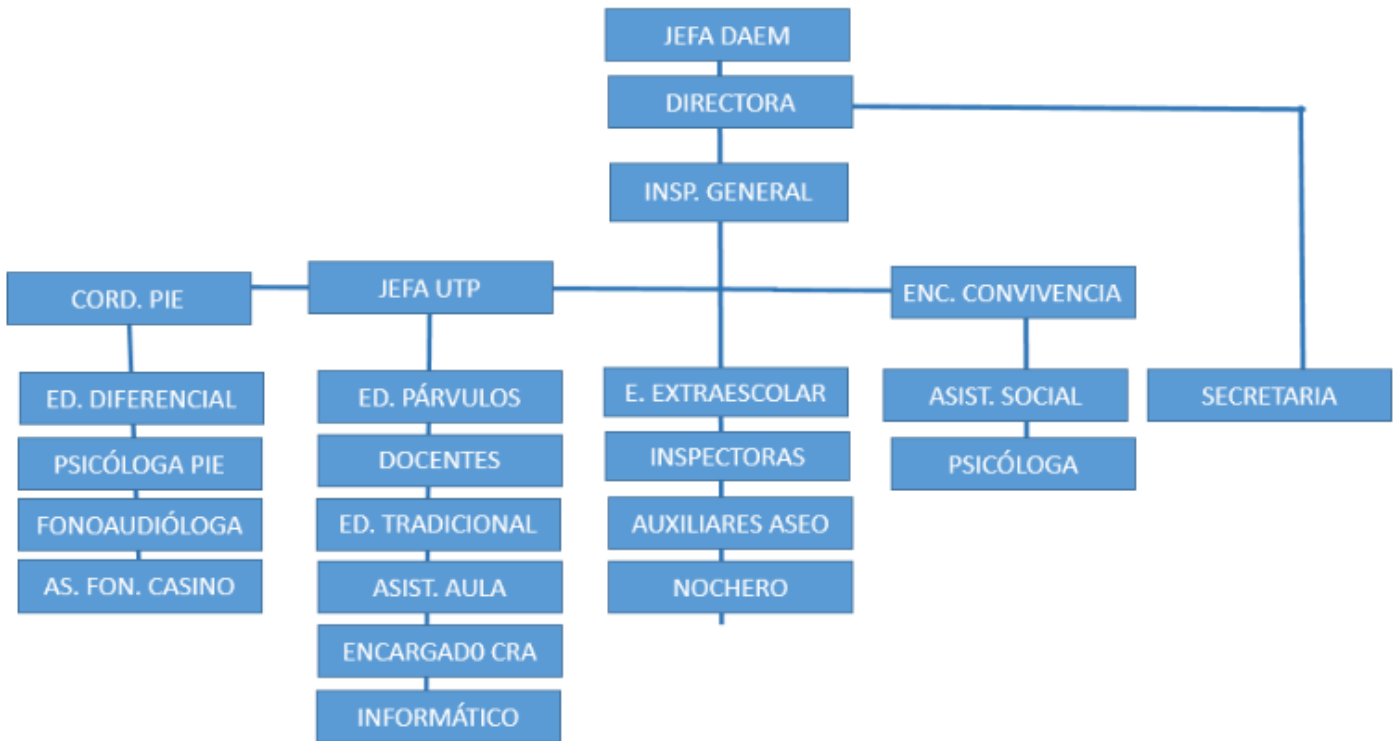 JEFA DAEM
DIRECTORA
INSP. GENERAL
CORD. PIE
JEFA UTP
ENC. CONVIVENCIA
ED. DIFERENCIAL
PSICÓLOGA PIE
FONOAUDIÓLOGA
AS. FON. CASINO
ED. PÁRVULOS
DOCENTES
ED. TRADICIONAL
ASIST. AULA
ENCARGAD0 CRA
INFORMÁTICO
E. EXTRAESCOLAR
INSPECTORAS
AUXILIARES ASEO
NOCHERO
ASIST. SOCIAL
PSICÓLOGA
SECRETARIA